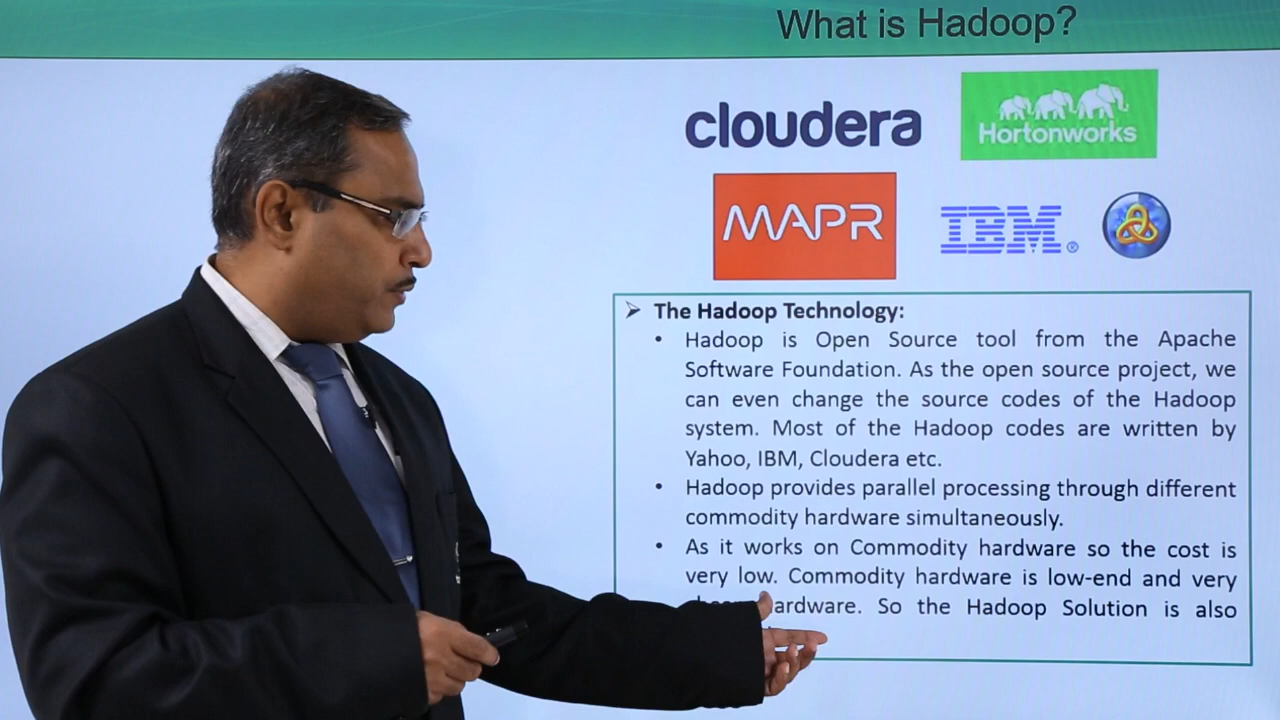 What is Hadoop?
cloudera
Hortonworks
MAPR
IBM®
➢ The Hadoop Technology:
• Hadoop is Open Source tool from the Apache
Software Foundation. As the open source project, we
can even change the source codes of the Hadoop
system. Most of the Hadoop codes are written by
Yahoo, IBM, Cloudera etc.
• Hadoop provides parallel processing through different
commodity hardware simultaneously.
• As it works on Commodity hardware so the cost is
very low. Commodity hardware is low-end and very
So the Hadoop Solution is also